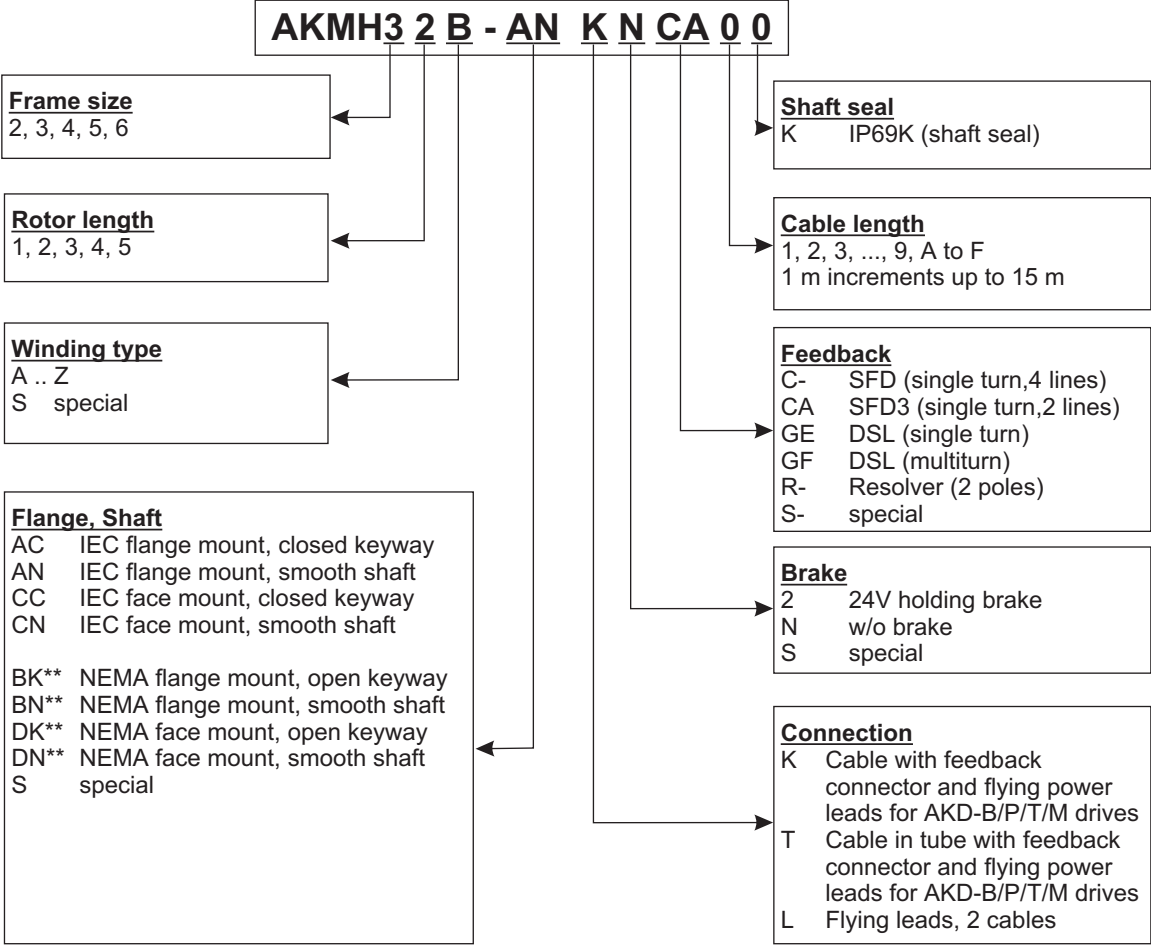 AKMH32B-AN KNCA00
Frame size
2, 3, 4, 5, 6
Rotor length
1, 2, 3, 4, 5
Winding type
A .. Z
S special
Flange, Shaft
AC IEC flange mount, closed keyway
AN IEC flange mount, smooth shaft
CC IEC face mount, closed keyway
CN IEC face mount, smooth shaft
BK** NEMA flange mount, open keyway
BN** NEMA flange mount, smooth shaft
DK** NEMA face mount, open keyway
DN** NEMA face mount, smooth shaft
S special
Shaft seal
K IP69K (shaft seal)
Cable length
1, 2, 3, ..., 9, A to F
1 m increments up to 15 m
Feedback
C- SFD (single turn,4 lines)
CA SFD3 (single turn,2 lines)
GE DSL (single turn)
GF DSL (multiturn)
R- Resolver (2 poles)
S- special
Brake
2 24V holding brake
N w/o brake
S special
Connection
K Cable with feedback
connector and flying power
leads for AKD-B/P/T/M drives
T Cable in tube with feedback
connector and flying power
leads for AKD-B/P/T/M drives
L Flying leads, 2 cables